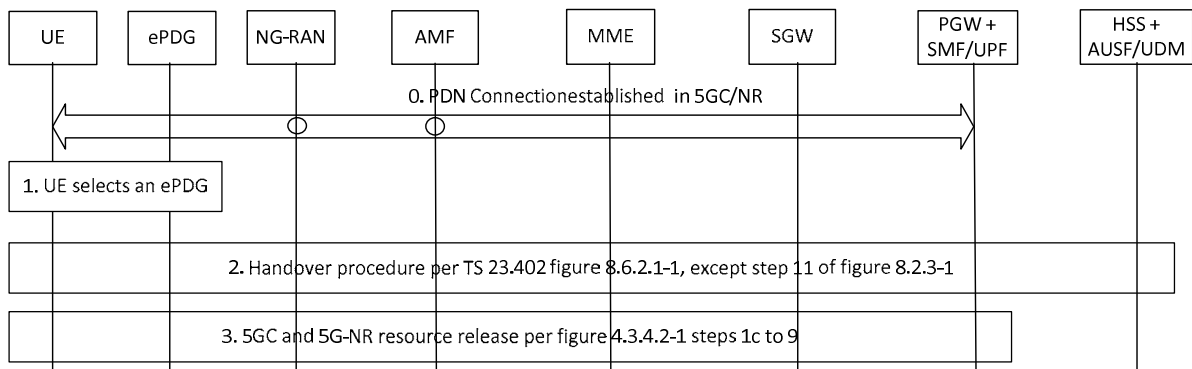 UE
ePDG
NG-RAN
AMF
MME
SGW
PGW +
SMF/UPF
HSS +
AUSF/UDM
0. PDN Connectionestablished in 5GC/NR
1. UE selects an ePDG
2. Handover procedure per TS 23.402 figure 8.6.2.1-1, except step 11 of figure 8.2.3-1
3. 5GC and 5G-NR resource release per figure 4.3.4.2-1 steps 1c to 9